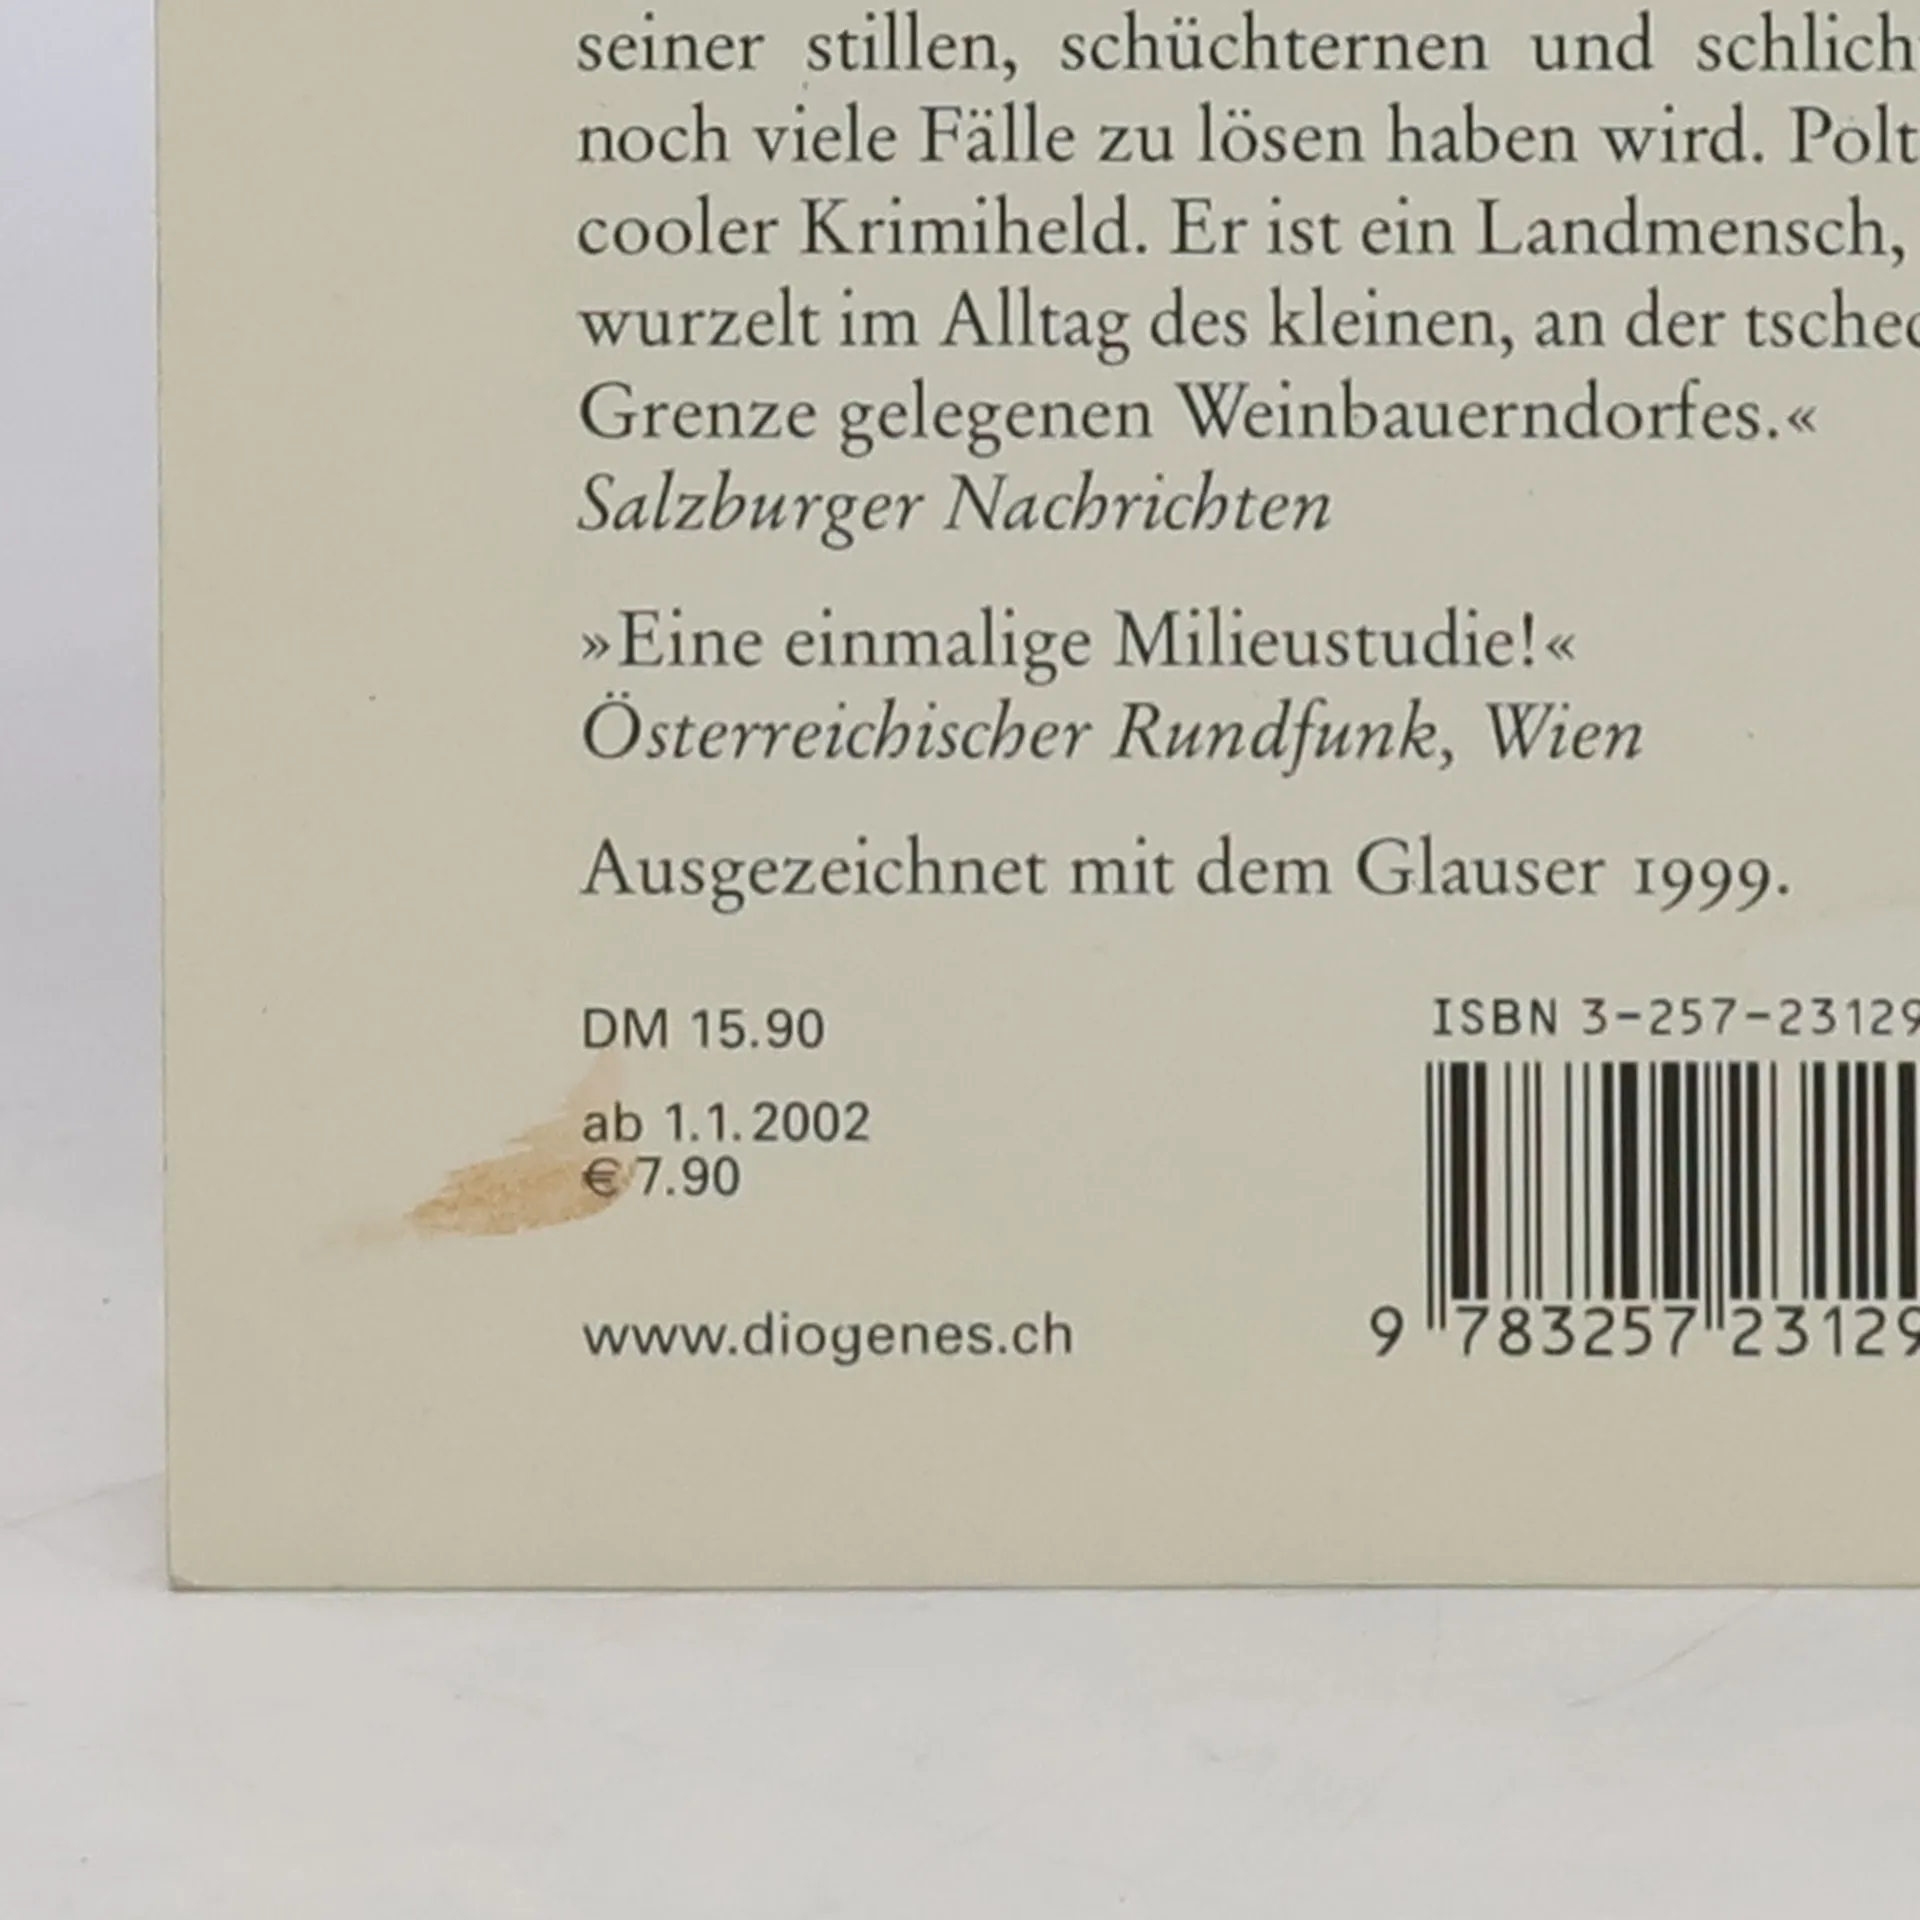 seiner stillen, schüchternen und schlich
noch viele Fälle zu lösen haben wird. Polt
cooler Krimiheld. Er ist ein Landmensch,
wurzelt im Alltag des kleinen, an der tschec
Grenze gelegenen Weinbauerndorfes.«
Salzburger Nachrichten
»Eine einmalige Milieustudie!«
Österreichischer Rundfunk, Wien
Ausgezeichnet mit dem Glauser 1999.
DM 15.90
ab 1.1.2002
€ 7.90
www.diogenes.ch
ISBN 3-257-23129
9 783257 23129